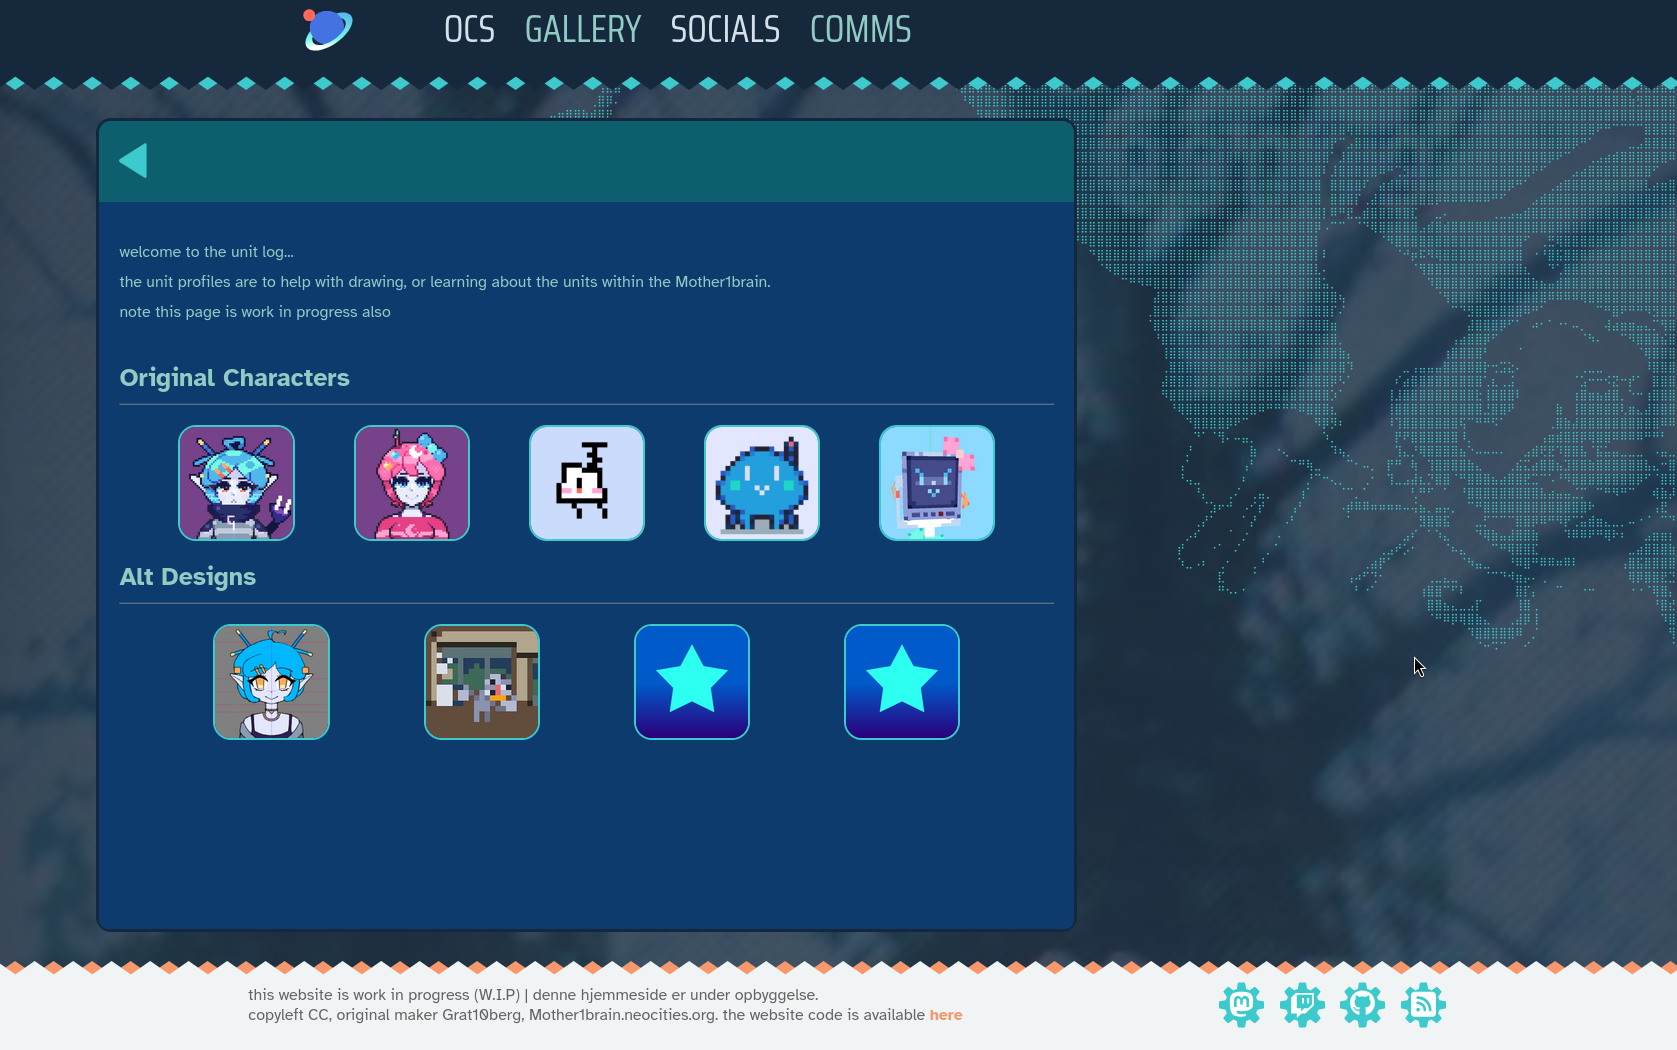 OCS GALLERY SOCIALS COMMS
welcome to the unit log...
the unit profiles are to help with drawing, or learning about the units within the Mother1brain.
note this page is work in progress also
Original Characters
Alt Designs
this website is work in progress (W.I.P) | denne hjemmeside er under opbyggelse.
copyleft CC, original maker Grat10berg, Mother1brain.neocities.org. the website code is available here